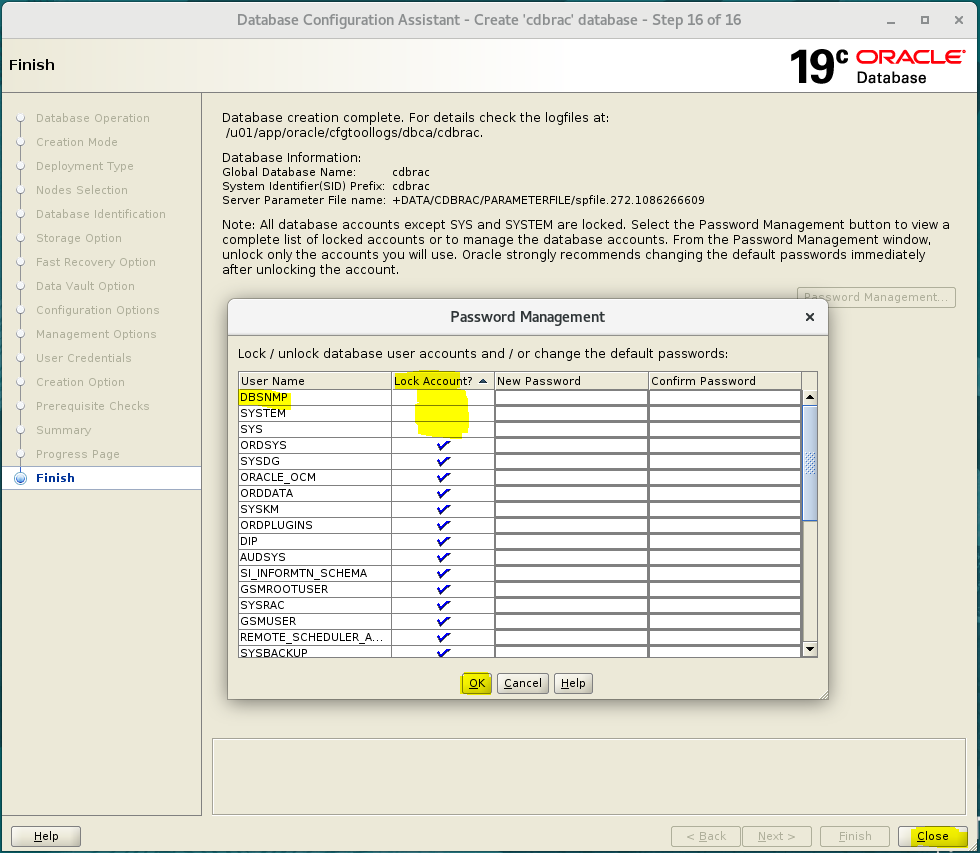 Database Configuration Assistant - Create 'cdbrac' database - Step 16 of 16
Finish
19c ORACLE Database
Database Operation
Creation Mode
Deployment Type
Nodes Selection
Database Identification
Storage Option
Fast Recovery Option
Data Vault Option
Configuration Options
Management Options
User Credentials
Creation Option
Prerequisite Checks
Summary
Progress Page
Finish
Database creation complete. For details check the logfiles at:
/u01/app/oracle/cfgtoollogs/dbca/cdbrac.
Database Information:
Global Database Name: cdbrac
System Identifier(SID) Prefix: cdbrac
Server Parameter File name: +DATA/CDBRAC/PARAMETERFILE/spfile.272.1086266609
Note: All database accounts except SYS and SYSTEM are locked. Select the Password Management button to view a
complete list of locked accounts or to manage the database accounts. From the Password Management window,
unlock only the accounts you will use. Oracle strongly recommends changing the default passwords immediately
after unlocking the account.
Password Management...
Password Management
Lock / unlock database user accounts and / or change the default passwords:
User Name Lock Account? New Password Confirm Password
DBSNMP
SYSTEM
SYS
ORDSYS
SYSDG
ORACLE_OCM
ORDDATA
SYSKM
ORDPLUGINS
DIP
AUDSYS
SI_INFORMTN_SCHEMA
GSMROOTUSER
SYSRAC
GSMUSER
REMOTE_SCHEDULER_A...
SYSBACKUP
OK Cancel Help
Help < Back Next > Finish Close